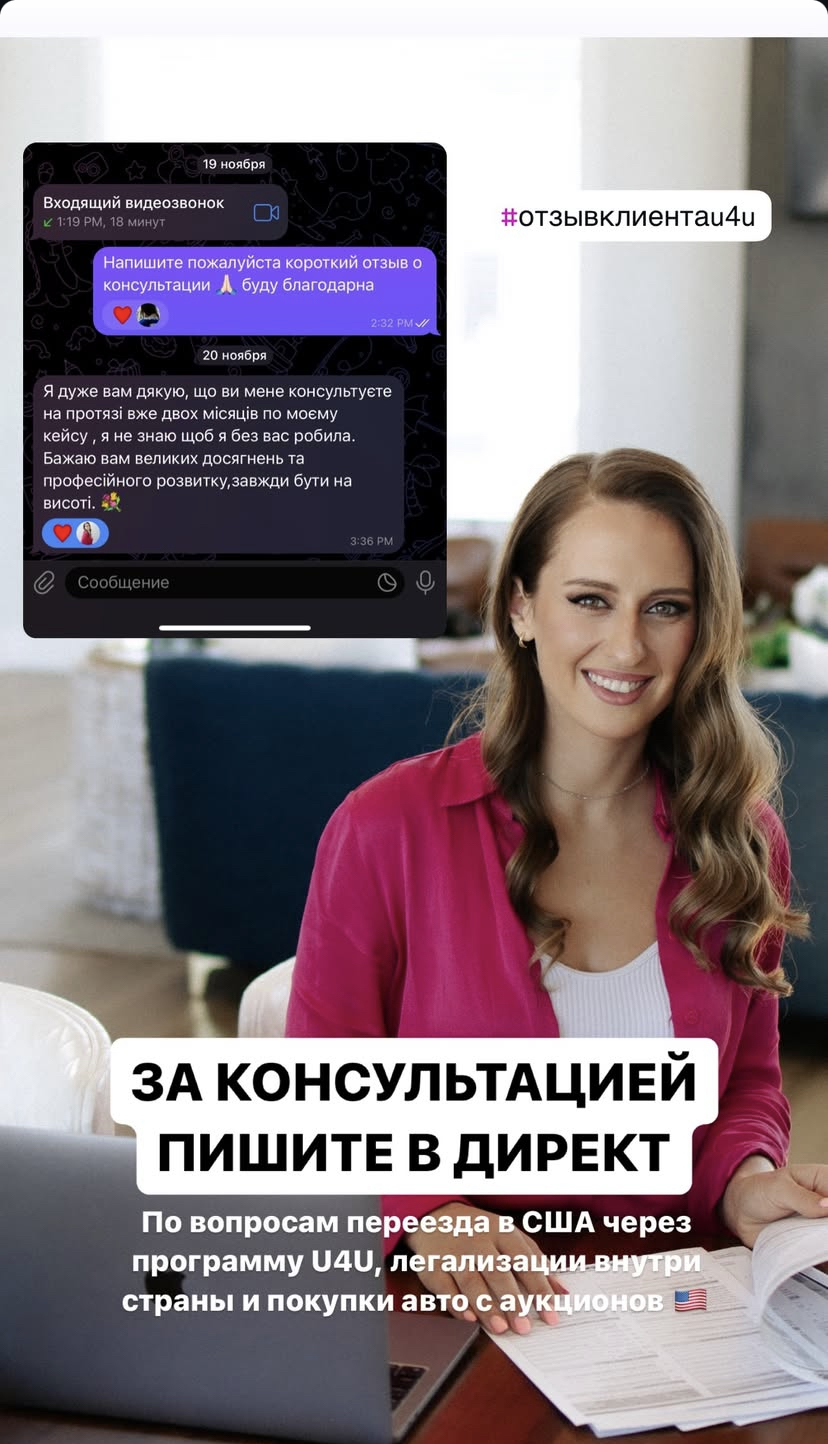 19 ноября
Входящий видеозвонок
1:19 PM, 18 минут
Напишите пожалуйста короткий отзыв о
консультации 🙏🏻 буду благодарна
2:32 PM
20 ноября
Я дуже вам дякую, що ви мене консультуєте
на протязі вже двох місяців по моєму
кейсу , я не знаю щоб я без вас робила.
Бажаю вам великих досягнень та
професійного розвитку,завжди бути на
висоті. 💐
3:36 PM
Сообщение
#отзывклиентаu4u
ЗА КОНСУЛЬТАЦИЕЙ
ПИШИТЕ В ДИРЕКТ
По вопросам переезда в США через
программу U4U, легализации внутри
страны и покупки авто с аукционов 🇺🇸